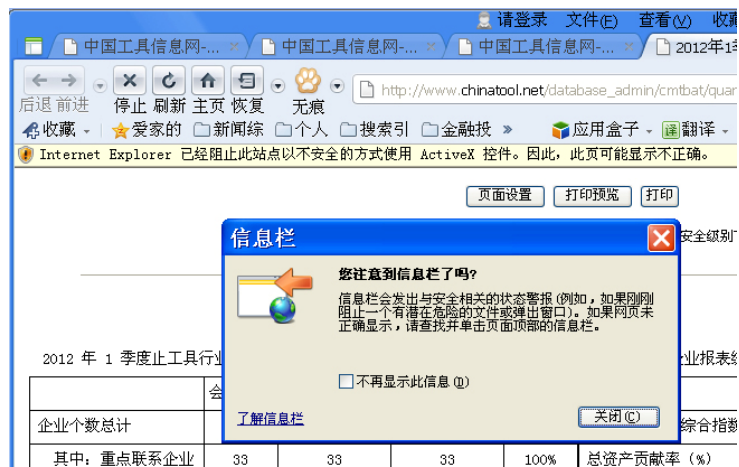 请登录 文件(F) 查看(V) 收藏
中国工具信息网-... 中国工具信息网-... 中国工具信息网-... 2012年1季
后退 前进 停止 刷新 主页 恢复 无痕 http://www.chinatool.net/database_admin/cmtbat/quar
收藏 爱家的 新闻综 个人 搜索引 金融投 » 应用盒子 翻译
Internet Explorer 已经阻止此站点以不安全的方式使用 ActiveX 控件。因此，此页可能显示不正确。
页面设置 打印预览 打印
信息栏 安全级别
您注意到信息栏了吗?
信息栏会发出与安全相关的状态警报(例如，如果刚刚
阻止一个有潜在危险的文件或弹出窗口)。如果网页未
正确显示，请查找并单击页面顶部的信息栏。
2012 年 1 季度止工具行业 业报表综
不再显示此信息(D)
会
了解信息栏 关闭(C)
企业个数总计 综合指数
其中: 重点联系企业 33 33 33 100% 总资产贡献率 (%)